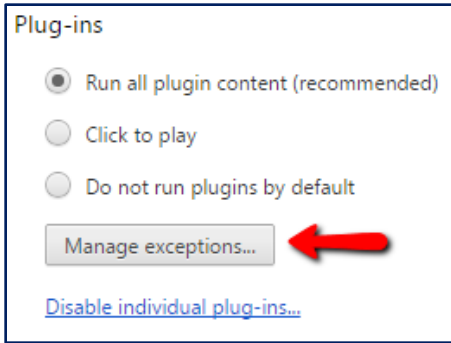 Plug-ins
Run all plugin content (recommended)
Click to play
Do not run plugins by default
Manage exceptions...
Disable individual plug-ins...